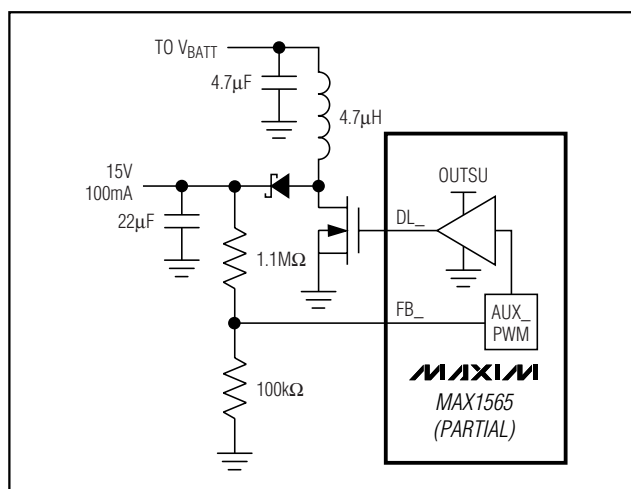 TO VBATT
4.7µF
4.7µH
15V
100mA
22µF
1.1MΩ
100kΩ
OUTSU
DL_
FB_
AUX_
PWM
MAXIM
MAX1565
(PARTIAL)